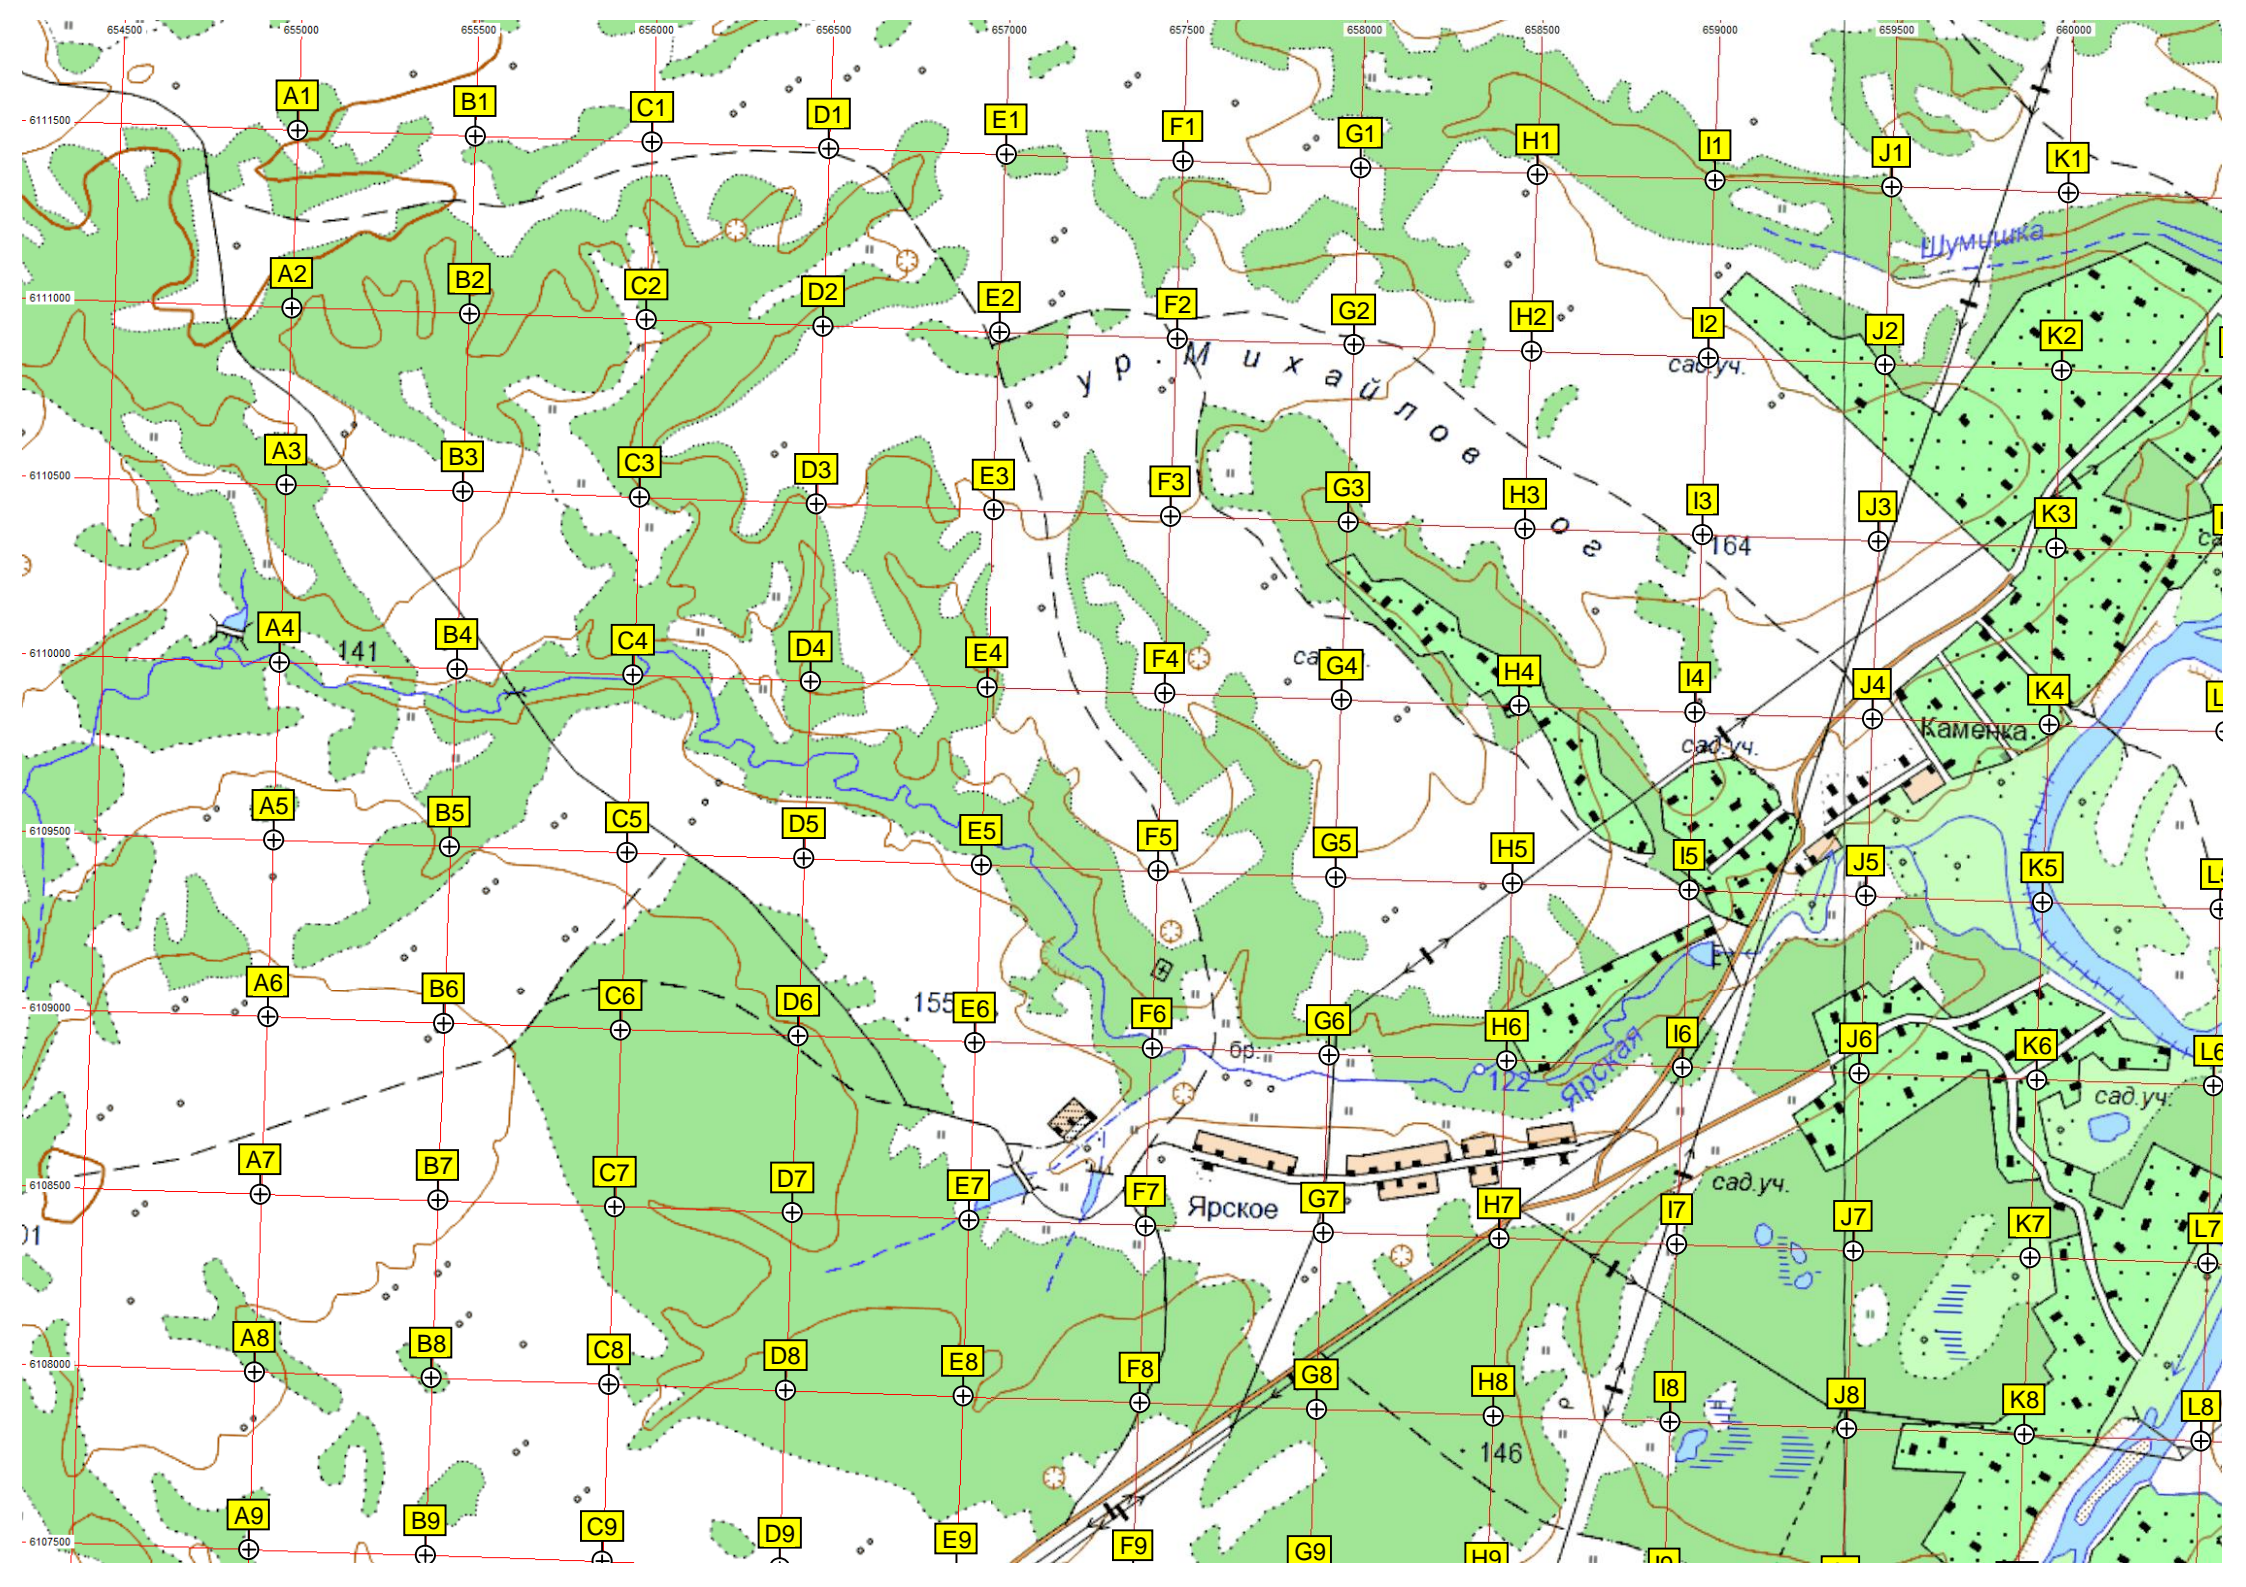 654500 655000 655500 656000 656500 657000 657500 658000 658500 659000 659500 660000
6111500
A1 B1 C1 D1 E1 F1 G1 H1 I1 J1 K1
Шумишка
6111000
A2 B2 C2 D2 E2 F2 G2 H2 I2 J2 K2
ур. Михайлов лог
сад.уч.
6110500
A3 B3 C3 D3 E3 F3 G3 H3 I3 J3 K3
164
6110000
A4 B4 C4 D4 E4 F4 G4 H4 I4 J4 K4 L
141
Каменка
сад.уч.
6109500
A5 B5 C5 D5 E5 F5 G5 H5 I5 J5 K5 L5
6109000
A6 B6 C6 D6 E6 F6 G6 H6 I6 J6 K6 L6
155
бр.
122
Ярская
сад.уч.
6108500
A7 B7 C7 D7 E7 F7 G7 H7 I7 J7 K7 L7
Ярское
сад.уч.
01
6108000
A8 B8 C8 D8 E8 F8 G8 H8 I8 J8 K8 L8
р
146
6107500
A9 B9 C9 D9 E9 F9 G9 H9 I9